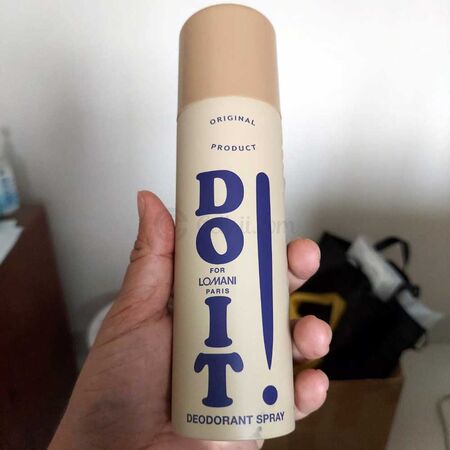 ORIGINAL
PRODUCT
DO
FOR
LOMANI
PARIS
IT!
DEODORANT SPRAY